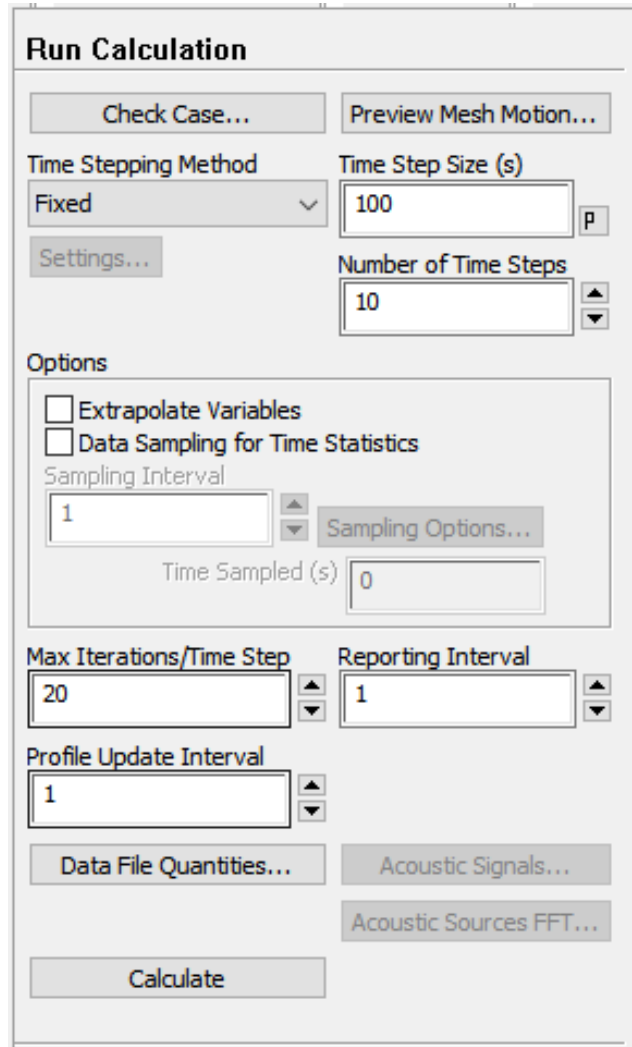 Run Calculation
Check Case...
Preview Mesh Motion...
Time Stepping Method
Time Step Size (s)
Fixed
100
P
Settings...
Number of Time Steps
10
Options
Extrapolate Variables
Data Sampling for Time Statistics
Sampling Interval
1
Sampling Options...
Time Sampled (s)
0
Max Iterations/Time Step
Reporting Interval
20
1
Profile Update Interval
1
Data File Quantities...
Acoustic Signals...
Acoustic Sources FFT...
Calculate